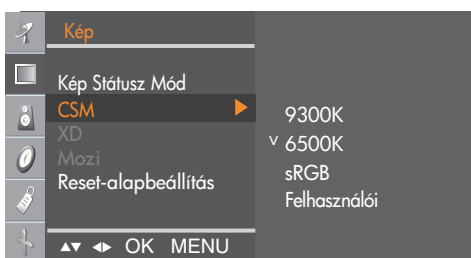 Kép
Kép Státusz Mód
CSM
XD
Mozi
Reset-alapbeállítás
9300K
v 6500K
sRGB
Felhasználói
▲▼ ◄► OK MENU